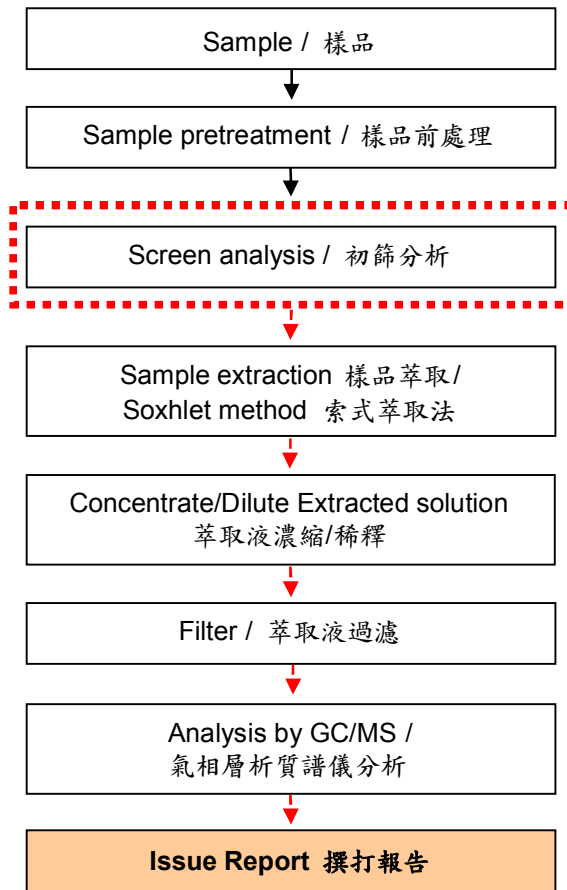 Sample / 樣品
Sample pretreatment / 樣品前處理
Screen analysis / 初篩分析
Sample extraction 樣品萃取/
Soxhlet method 索式萃取法
Concentrate/Dilute Extracted solution
萃取液濃縮/稀釋
Filter / 萃取液過濾
Analysis by GC/MS /
氣相層析質譜儀分析
Issue Report 撰打報告